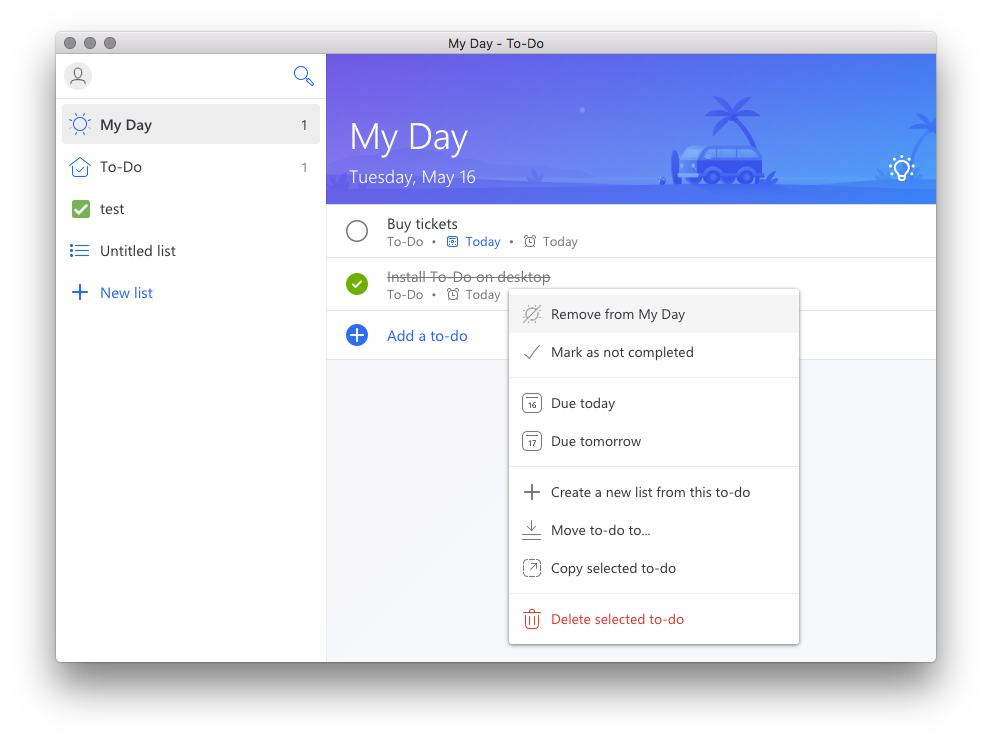 My Day - To-Do
My Day 1
To-Do 1
test
Untitled list
New list
My Day
Tuesday, May 16
Buy tickets
To-Do • Today • Today
Install To-Do on desktop
To-Do • Today
Add a to-do
Remove from My Day
Mark as not completed
16 Due today
17 Due tomorrow
Create a new list from this to-do
Move to-do to...
Copy selected to-do
Delete selected to-do